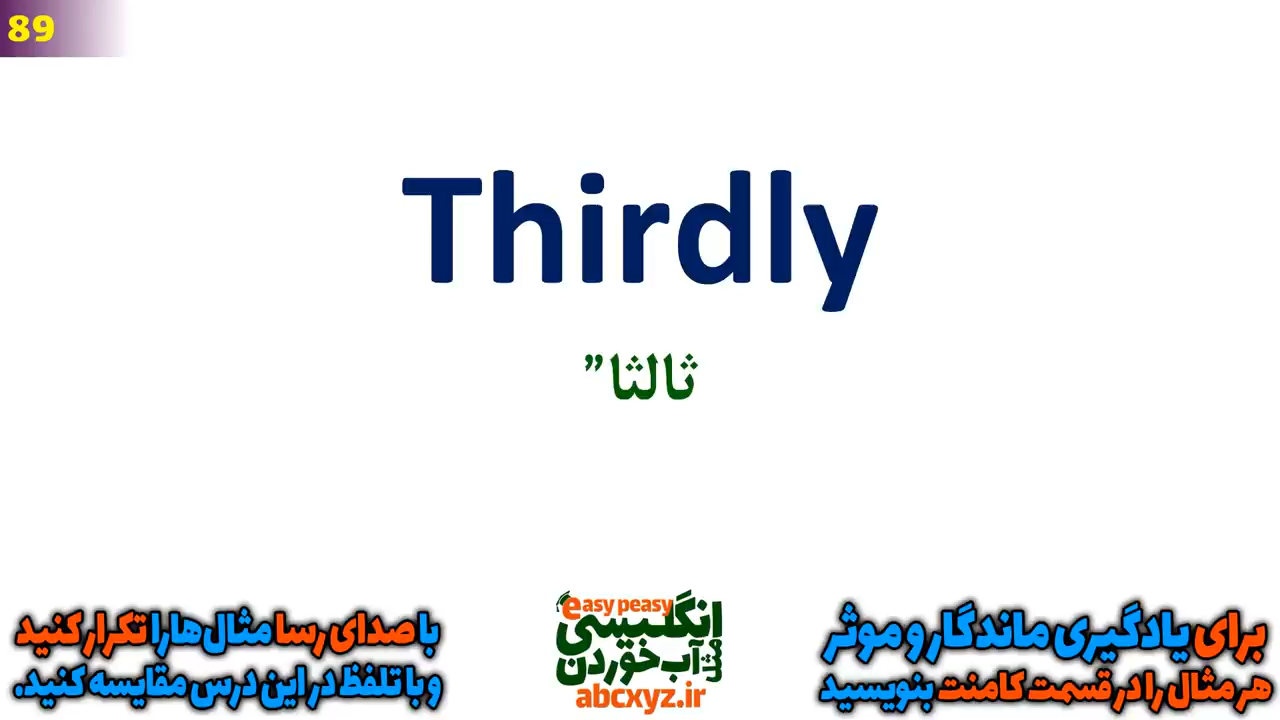 89
Thirdly
ثالثا”
با صدای رسا مثال‌ها را تکرار کنید
و با تلفظ در این درس مقایسه کنید.
easy peasy
انگلیسی
مثل آب خوردن
abcxyz.ir
برای یادگیری ماندگار و موثر
هر مثال را در قسمت کامنت بنویسید